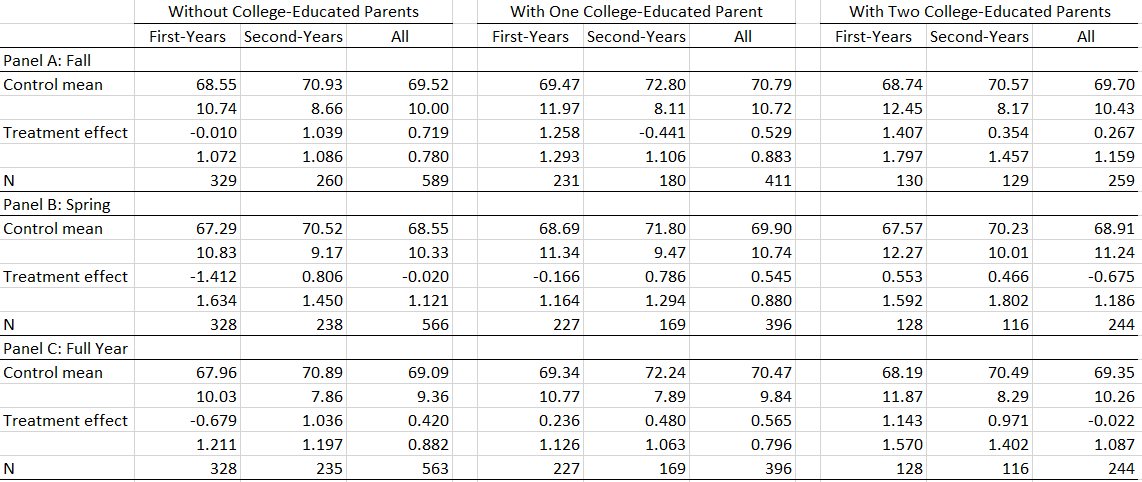 Without College-Educated Parents With One College-Educated Parent With Two College-Educated Parents
First-Years Second-Years All First-Years Second-Years All First-Years Second-Years All
Panel A: Fall
Control mean 68.55 70.93 69.52 69.47 72.80 70.79 68.74 70.57 69.70
10.74 8.66 10.00 11.97 8.11 10.72 12.45 8.17 10.43
Treatment effect -0.010 1.039 0.719 1.258 -0.441 0.529 1.407 0.354 0.267
1.072 1.086 0.780 1.293 1.106 0.883 1.797 1.457 1.159
N 329 260 589 231 180 411 130 129 259
Panel B: Spring
Control mean 67.29 70.52 68.55 68.69 71.80 69.90 67.57 70.23 68.91
10.83 9.17 10.33 11.34 9.47 10.74 12.27 10.01 11.24
Treatment effect -1.412 0.806 -0.020 -0.166 0.786 0.545 0.553 0.466 -0.675
1.634 1.450 1.121 1.164 1.294 0.880 1.592 1.802 1.186
N 328 238 566 227 169 396 128 116 244
Panel C: Full Year
Control mean 67.96 70.89 69.09 69.34 72.24 70.47 68.19 70.49 69.35
10.03 7.86 9.36 10.77 7.89 9.84 11.87 8.29 10.26
Treatment effect -0.679 1.036 0.420 0.236 0.480 0.565 1.143 0.971 -0.022
1.211 1.197 0.882 1.126 1.063 0.796 1.570 1.402 1.087
N 328 235 563 227 169 396 128 116 244